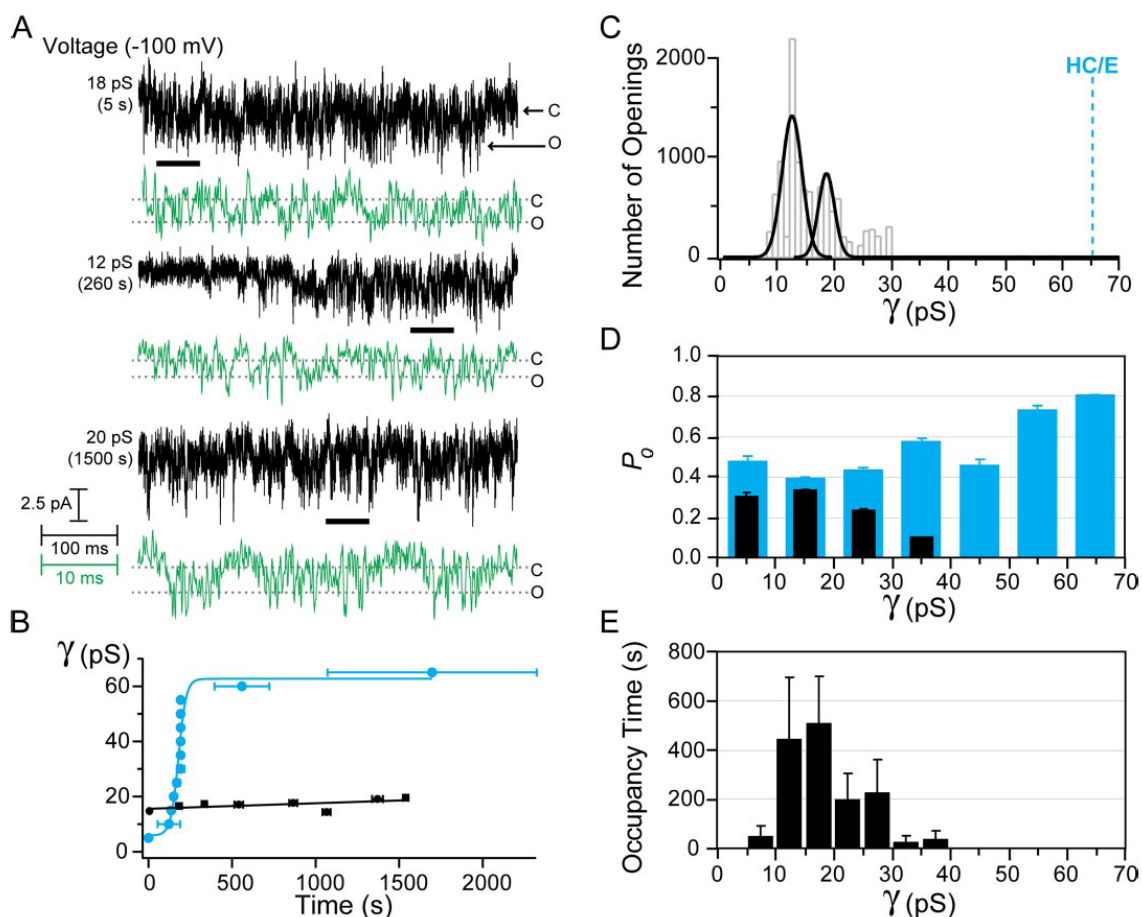 A
Voltage (-100 mV)
18 pS
(5 s)
C
O
C
O
12 pS
(260 s)
C
O
20 pS
(1500 s)
2.5 pA
100 ms
10 ms
C
O
B
γ (pS)
60
40
20
0
0 500 1000 1500 2000
Time (s)
C
Number of Openings
2000
1000
0
HC/E
0 10 20 30 40 50 60 70
γ (pS)
D
Po
1.0
0.8
0.6
0.4
0.2
0.0
0 10 20 30 40 50 60 70
γ (pS)
E
Occupancy Time (s)
800
600
400
200
0
0 10 20 30 40 50 60 70
γ (pS)